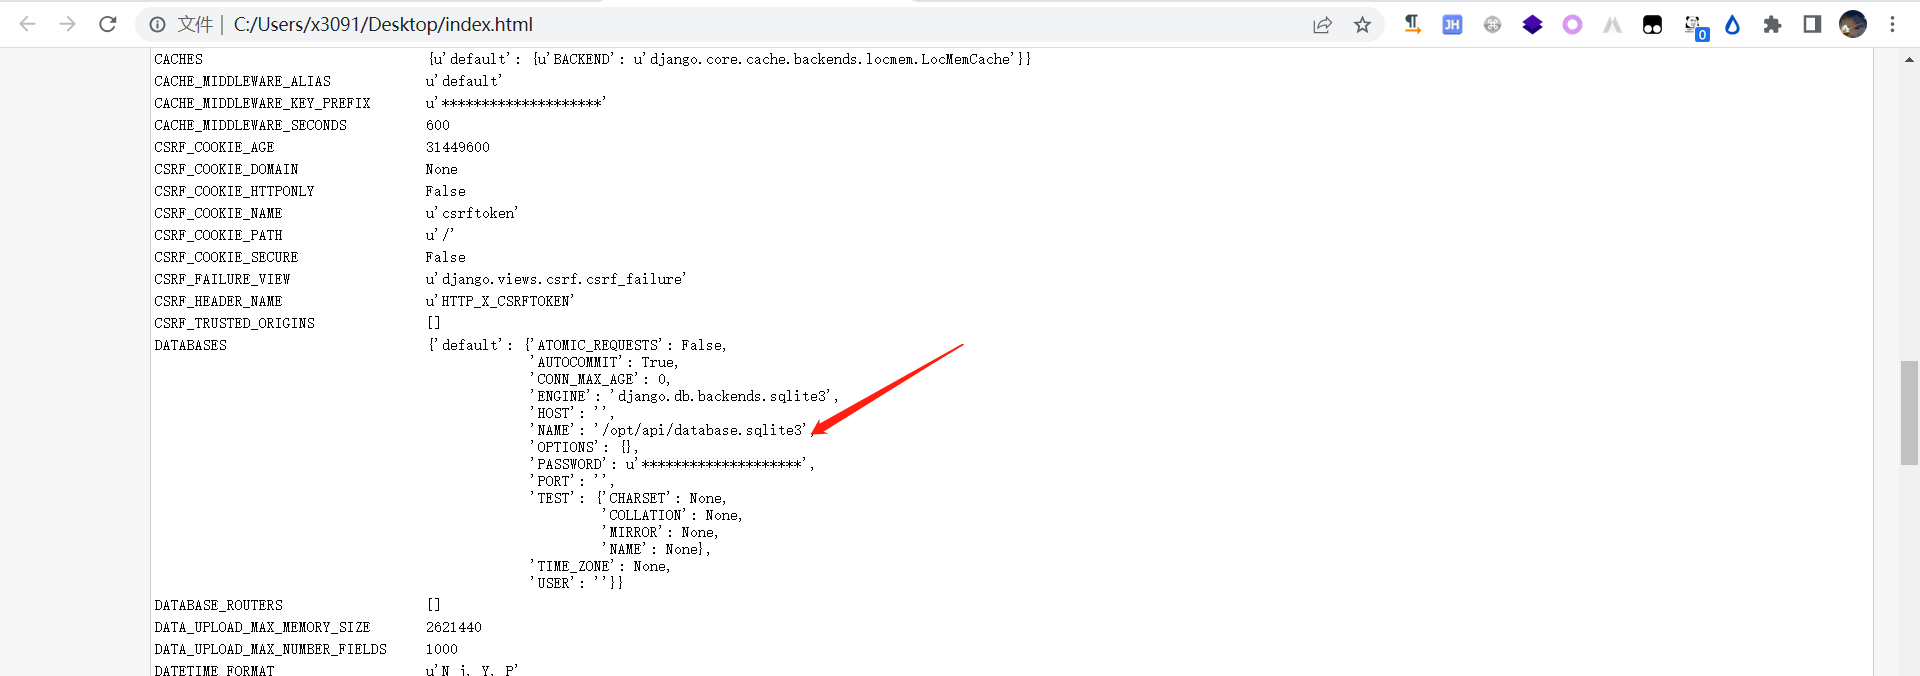 文件 | C:/Users/x3091/Desktop/index.html
JH
0
CACHES {u'default': {u'BACKEND': u'django.core.cache.backends.locmem.LocMemCache'}}
CACHE_MIDDLEWARE_ALIAS u'default'
CACHE_MIDDLEWARE_KEY_PREFIX u'********************'
CACHE_MIDDLEWARE_SECONDS 600
CSRF_COOKIE_AGE 31449600
CSRF_COOKIE_DOMAIN None
CSRF_COOKIE_HTTPONLY False
CSRF_COOKIE_NAME u'csrftoken'
CSRF_COOKIE_PATH u'/'
CSRF_COOKIE_SECURE False
CSRF_FAILURE_VIEW u'django.views.csrf.csrf_failure'
CSRF_HEADER_NAME u'HTTP_X_CSRFTOKEN'
CSRF_TRUSTED_ORIGINS []
DATABASES {'default': {'ATOMIC_REQUESTS': False,
'AUTOCOMMIT': True,
'CONN_MAX_AGE': 0,
'ENGINE': 'django.db.backends.sqlite3',
'HOST': '',
'NAME': '/opt/api/database.sqlite3',
'OPTIONS': {},
'PASSWORD': u'********************',
'PORT': '',
'TEST': {'CHARSET': None,
'COLLATION': None,
'MIRROR': None,
'NAME': None},
'TIME_ZONE': None,
'USER': ''}}
DATABASE_ROUTERS []
DATA_UPLOAD_MAX_MEMORY_SIZE 2621440
DATA_UPLOAD_MAX_NUMBER_FIELDS 1000
DATETIME_FORMAT u'N j, Y, P'